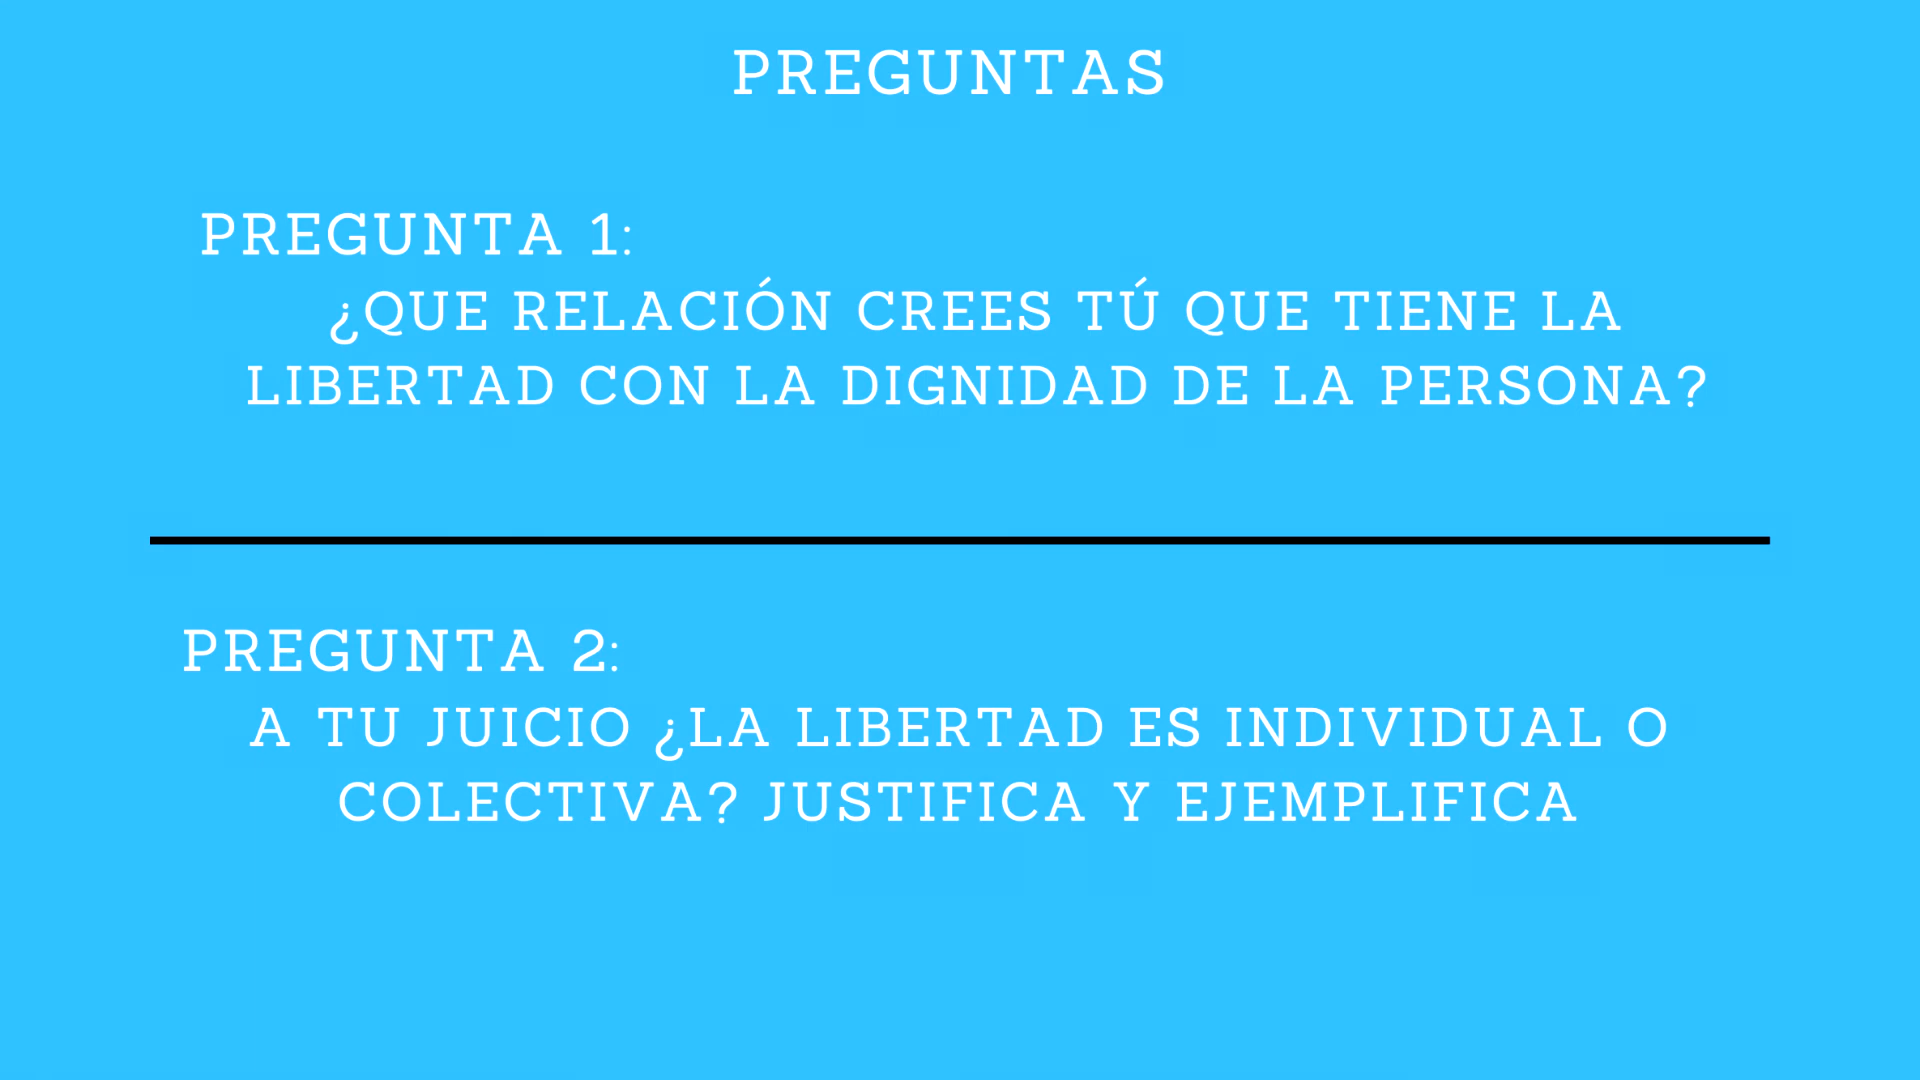 PREGUNTAS
PREGUNTA 1:
¿QUE RELACIÓN CREES TÚ QUE TIENE LA
LIBERTAD CON LA DIGNIDAD DE LA PERSONA?
PREGUNTA 2:
A TU JUICIO ¿LA LIBERTAD ES INDIVIDUAL O
COLECTIVA? JUSTIFICA Y EJEMPLIFICA